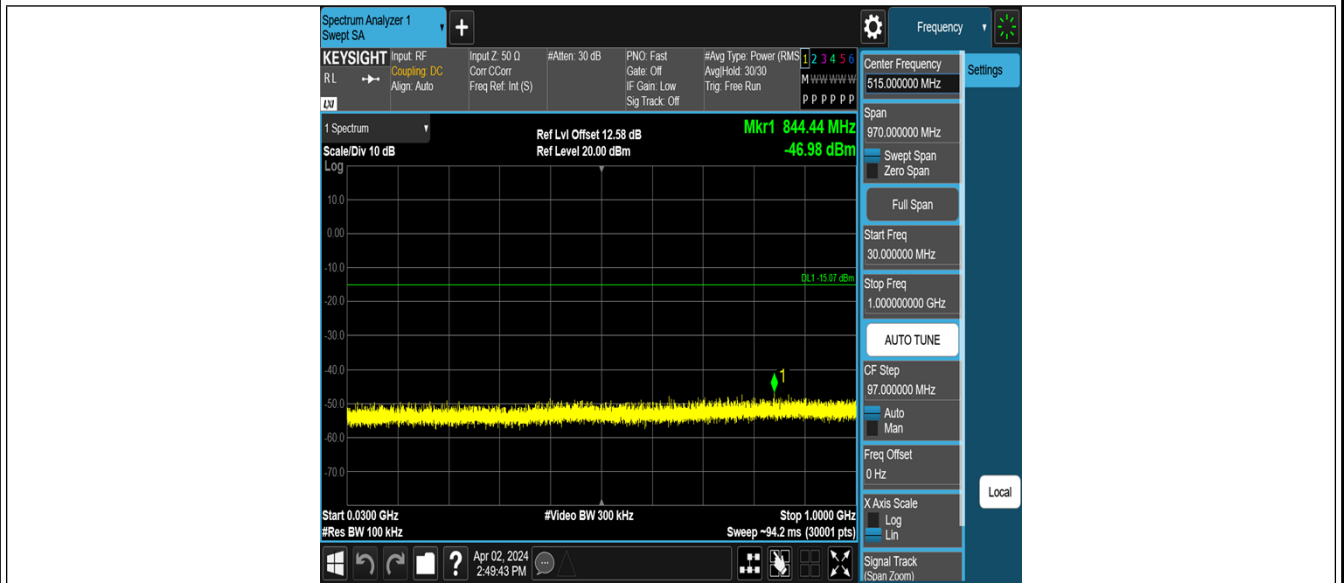 Spectrum Analyzer 1
Swept SA
+
Frequency
KEYSIGHT
RL
LXI
Input: RF
Coupling: DC
Align: Auto
Input Z: 50 Ω
Corr CCorr
Freq Ref: Int (S)
#Atten: 30 dB
PNO: Fast
Gate: Off
IF Gain: Low
Sig Track: Off
#Avg Type: Power (RMS
Avg|Hold: 30/30
Trig: Free Run
1 2 3 4 5 6
M W W W W W
P P P P P P
1 Spectrum
Scale/Div 10 dB
Ref Lvl Offset 12.58 dB
Ref Level 20.00 dBm
Mkr1 844.44 MHz
-46.98 dBm
Log
10.0
0.00
-10.0
DL1 -15.07 dBm
-20.0
-30.0
-40.0
1
-50.0
-60.0
-70.0
Start 0.0300 GHz
#Res BW 100 kHz
#Video BW 300 kHz
Stop 1.0000 GHz
Sweep ~94.2 ms (30001 pts)
?
Apr 02, 2024
2:49:43 PM
Center Frequency
515.000000 MHz
Span
970.000000 MHz
Swept Span
Zero Span
Full Span
Start Freq
30.000000 MHz
Stop Freq
1.000000000 GHz
AUTO TUNE
CF Step
97.000000 MHz
Auto
Man
Freq Offset
0 Hz
X Axis Scale
Log
Lin
Signal Track
(Span Zoom)
Settings
Local